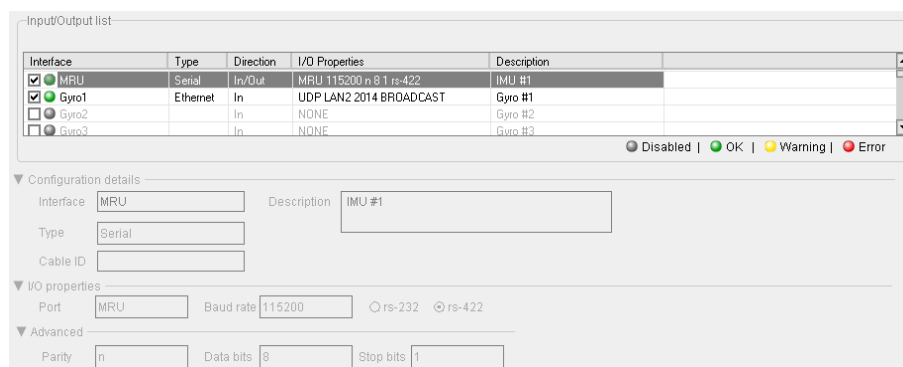 Input/Output list
Interface Type Direction I/O Properties Description
MRU Serial In/Out MRU 115200 n 8 1 rs-422 IMU #1
Gyro1 Ethernet In UDP LAN2 2014 BROADCAST Gyro #1
Gyro2 In NONE Gyro #2
Gyro3 In NONE Gyro #3
Disabled | OK | Warning | Error
Configuration details
Interface MRU Description IMU #1
Type Serial
Cable ID
I/O properties
Port MRU Baud rate 115200 rs-232 rs-422
Advanced
Parity n Data bits 8 Stop bits 1